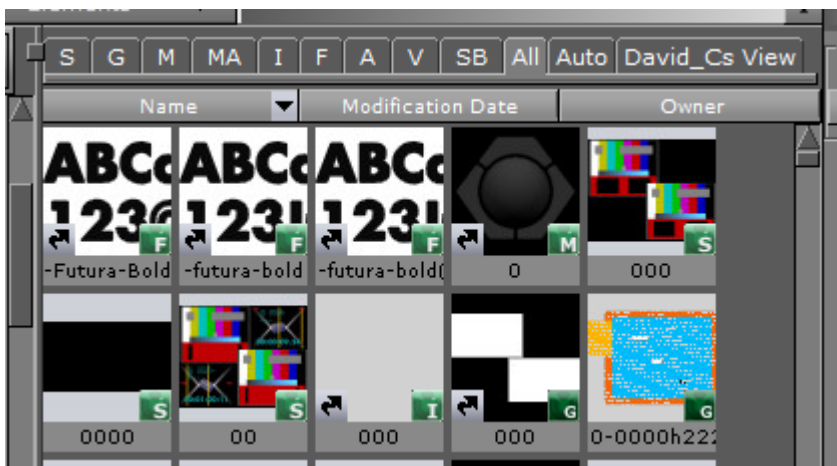 S G M MA I F A V SB All Auto David_Cs View
Name Modification Date Owner
ABCc ABCc ABCc
123@ 123! 123!
F F F M S
-Futura-Bold -futura-bold -futura-bold( 0 000
S S I G G
0000 00 000 000 0-0000h222